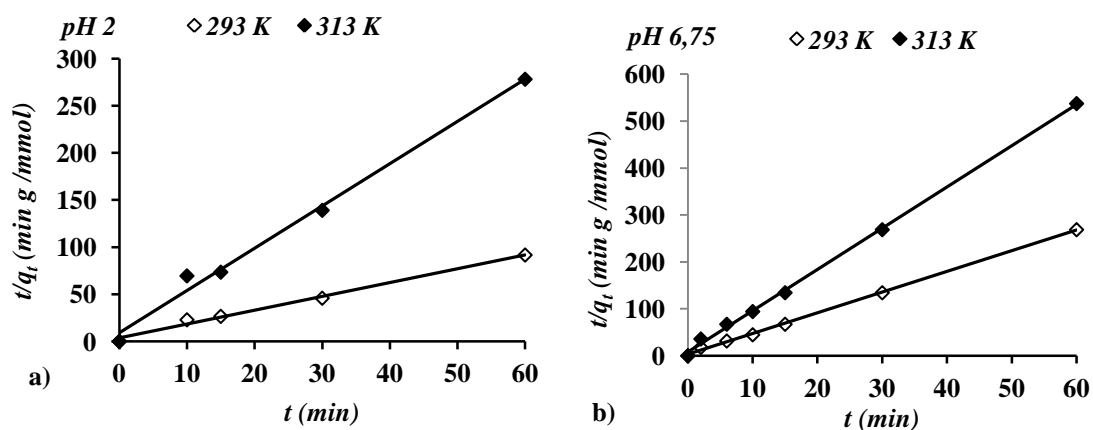 pH 2 ◇ 293 K ◆ 313 K
300
250
200
150
100
50
0
t/qt (min g /mmol)
0 10 20 30 40 50 60
t (min)
a)
pH 6,75 ◇ 293 K ◆ 313 K
600
500
400
300
200
100
0
t/qt (min g /mmol)
0 10 20 30 40 50 60
t (min)
b)